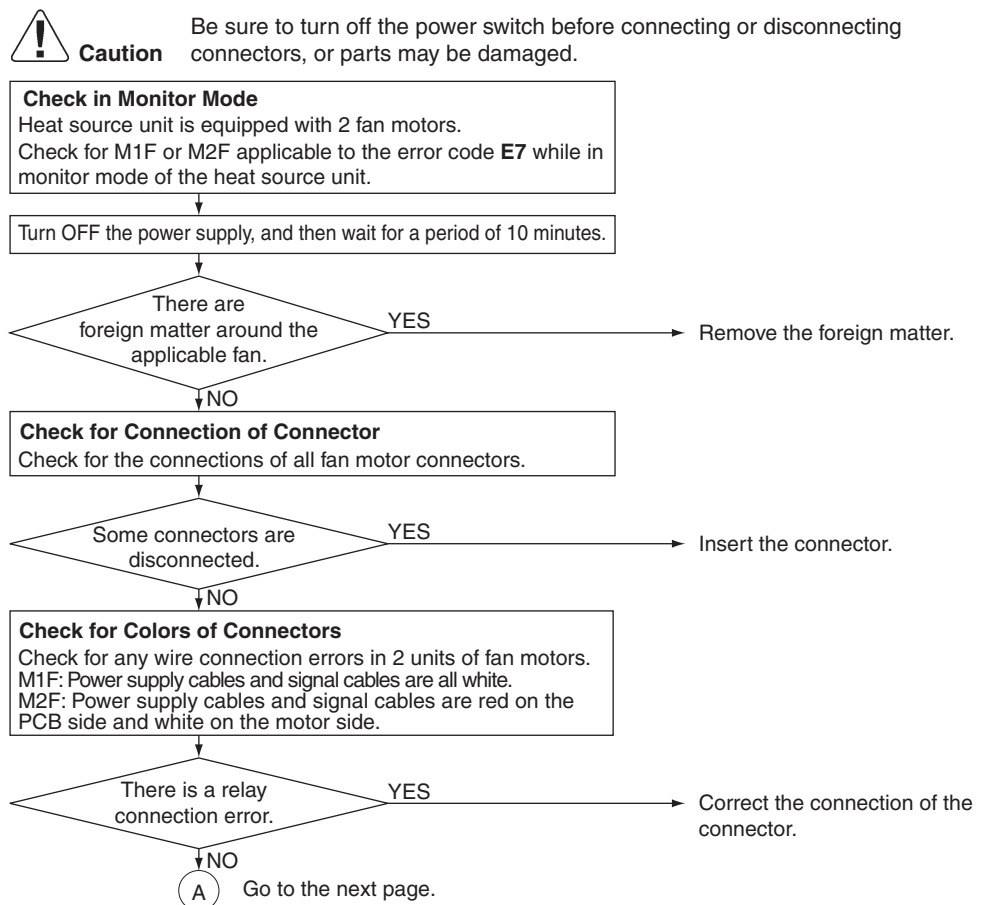 Caution
Be sure to turn off the power switch before connecting or disconnecting
connectors, or parts may be damaged.
Check in Monitor Mode
Heat source unit is equipped with 2 fan motors.
Check for M1F or M2F applicable to the error code E7 while in
monitor mode of the heat source unit.
Turn OFF the power supply, and then wait for a period of 10 minutes.
There are
foreign matter around the
applicable fan.
YES
Remove the foreign matter.
NO
Check for Connection of Connector
Check for the connections of all fan motor connectors.
Some connectors are
disconnected.
YES
Insert the connector.
NO
Check for Colors of Connectors
Check for any wire connection errors in 2 units of fan motors.
M1F: Power supply cables and signal cables are all white.
M2F: Power supply cables and signal cables are red on the
PCB side and white on the motor side.
There is a relay
connection error.
YES
Correct the connection of the
connector.
NO
A
Go to the next page.